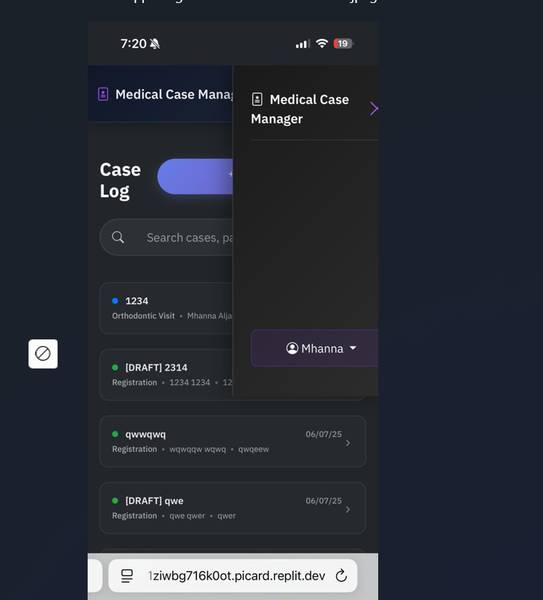 7:20
19
Medical Case Mana
Medical Case
Manager
Case
Log
Search cases, pa
1234
Orthodontic Visit • Mhanna Alja
Mhanna
[DRAFT] 2314
Registration • 1234 1234 • 12
qwwqwq
06/07/25
Registration • wqwqqw wqwq • qwqeew
[DRAFT] qwe
06/07/25
Registration • qwe qwer • qwer
1ziwbg716k0ot.picard.replit.dev